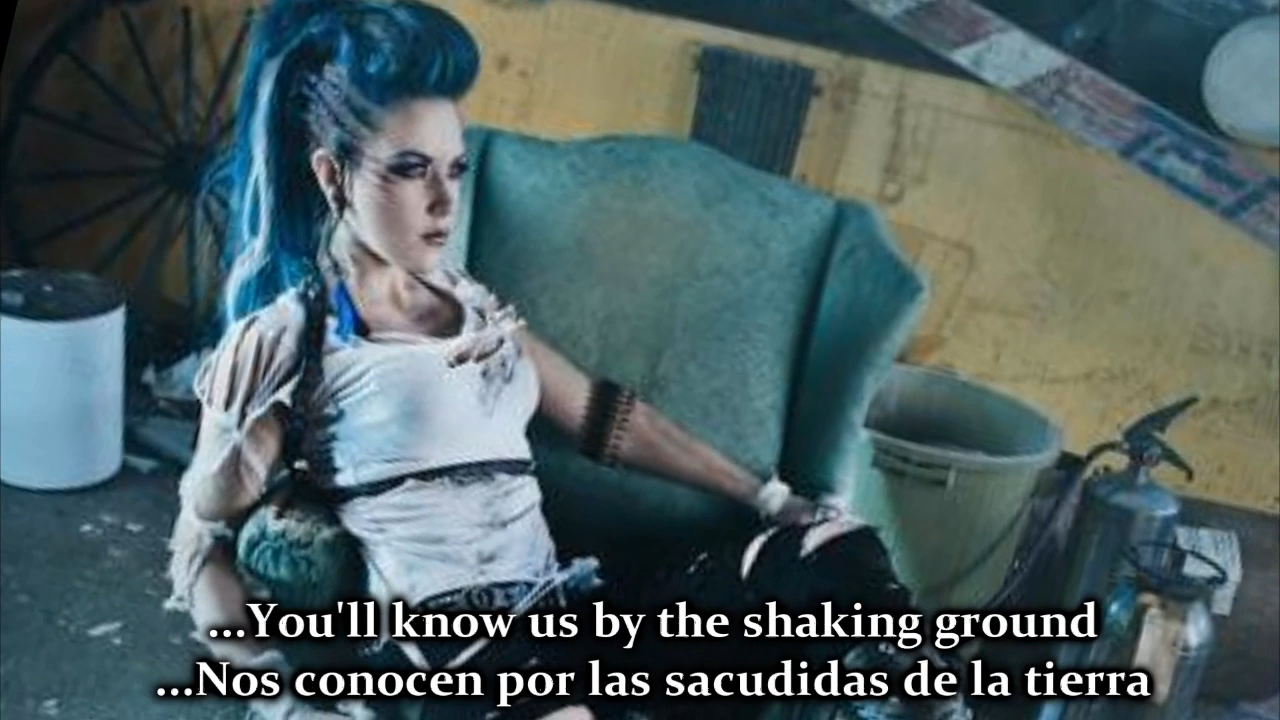 ...You'll know us by the shaking ground
...Nos conocen por las sacudidas de la tierra